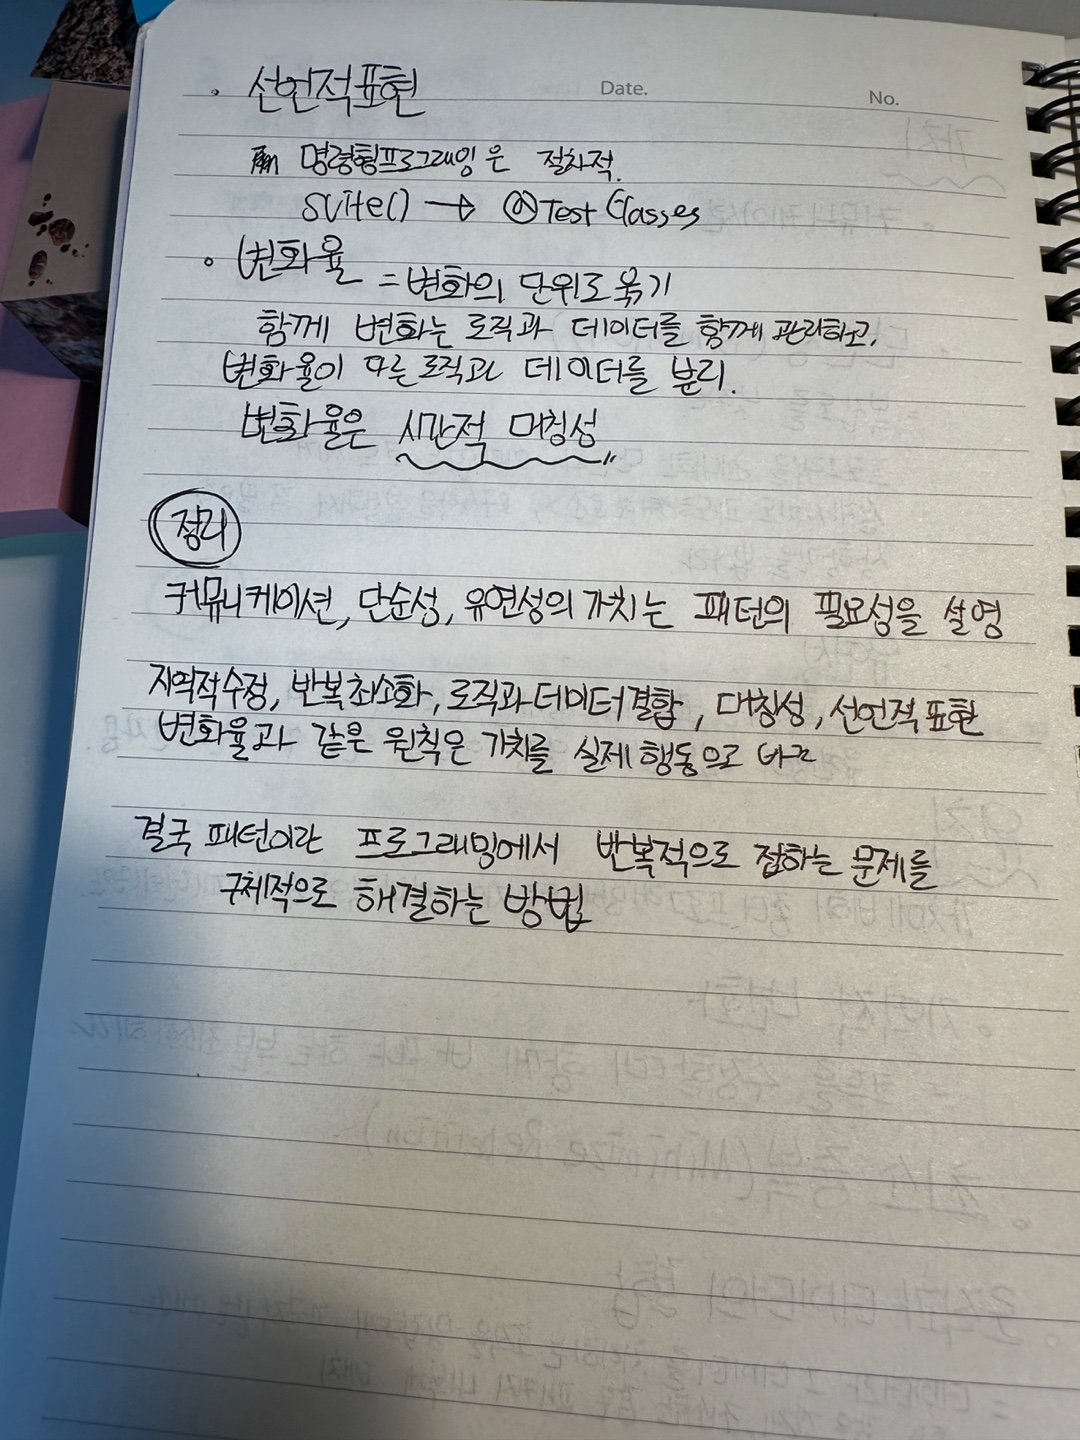 Date.
No.
• 선언적표현
명령형프로그래밍은 절차적.
suite() → @Test Classes
• 변화율 = 변화의 단위로 묶기
함께 변화는 로직과 데이터를 함께 관리하고,
변화율이 다른 로직과 데이터를 분리.
변화율은 시간적 대칭성
정리
커뮤니케이션, 단순성, 유연성의 가치는 패턴의 필요성을 설명
지역적수정, 반복최소화, 로직과데이터결합, 대칭성, 선언적표현
변화율과 같은 원칙은 가치를 실제 행동으로 바꿈
결국 패턴이란 프로그래밍에서 반복적으로 접하는 문제를
구체적으로 해결하는 방법